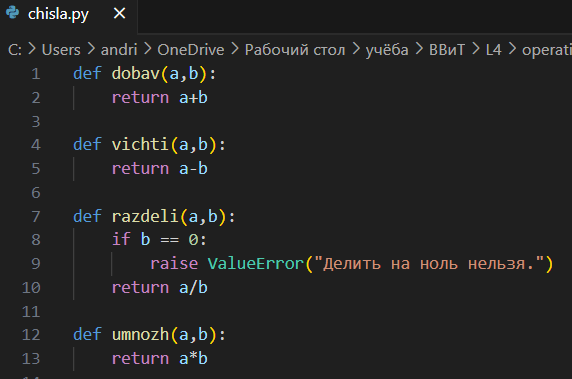 chisla.py
C: > Users > andri > OneDrive > Рабочий стол > учёба > ВВиТ > L4 > operati
1 def dobav(a,b):
2 return a+b
3
4 def vichti(a,b):
5 return a-b
6
7 def razdeli(a,b):
8 if b == 0:
9 raise ValueError("Делить на ноль нельзя.")
10 return a/b
11
12 def umnozh(a,b):
13 return a*b